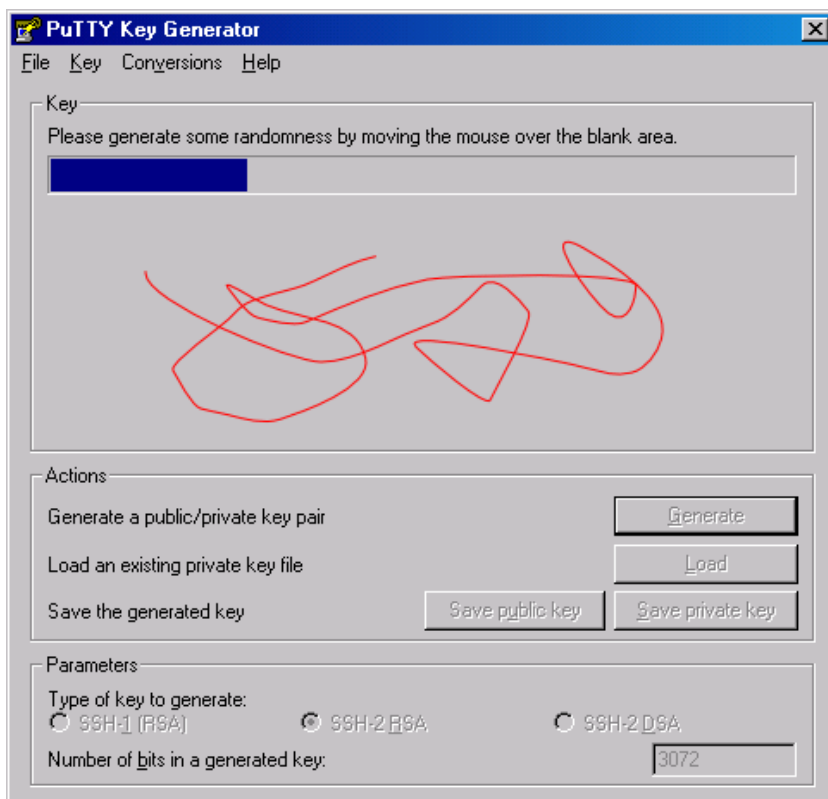 PuTTY Key Generator
File Key Conversions Help
Key
Please generate some randomness by moving the mouse over the blank area.
Actions
Generate a public/private key pair
Generate
Load an existing private key file
Load
Save the generated key
Save public key
Save private key
Parameters
Type of key to generate:
SSH-1 (RSA) SSH-2 RSA SSH-2 DSA
Number of bits in a generated key:
3072